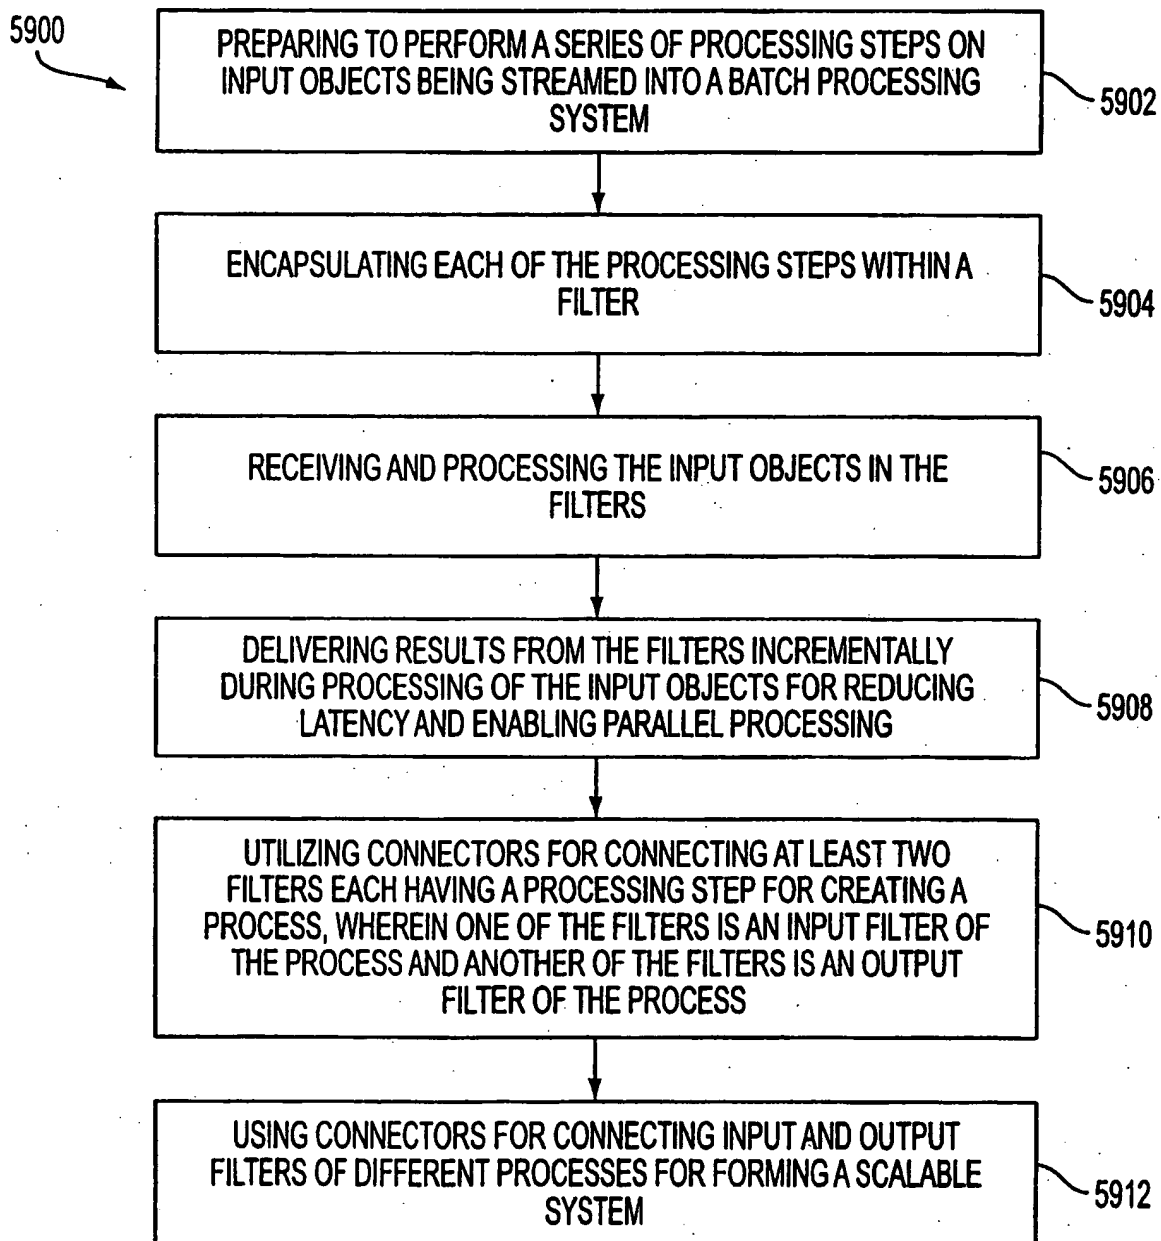 5900
PREPARING TO PERFORM A SERIES OF PROCESSING STEPS ON
INPUT OBJECTS BEING STREAMED INTO A BATCH PROCESSING
SYSTEM
5902
ENCAPSULATING EACH OF THE PROCESSING STEPS WITHIN A
FILTER
5904
RECEIVING AND PROCESSING THE INPUT OBJECTS IN THE
FILTERS
5906
DELIVERING RESULTS FROM THE FILTERS INCREMENTALLY
DURING PROCESSING OF THE INPUT OBJECTS FOR REDUCING
LATENCY AND ENABLING PARALLEL PROCESSING
5908
UTILIZING CONNECTORS FOR CONNECTING AT LEAST TWO
FILTERS EACH HAVING A PROCESSING STEP FOR CREATING A
PROCESS, WHEREIN ONE OF THE FILTERS IS AN INPUT FILTER OF
THE PROCESS AND ANOTHER OF THE FILTERS IS AN OUTPUT
FILTER OF THE PROCESS
5910
USING CONNECTORS FOR CONNECTING INPUT AND OUTPUT
FILTERS OF DIFFERENT PROCESSES FOR FORMING A SCALABLE
SYSTEM
5912